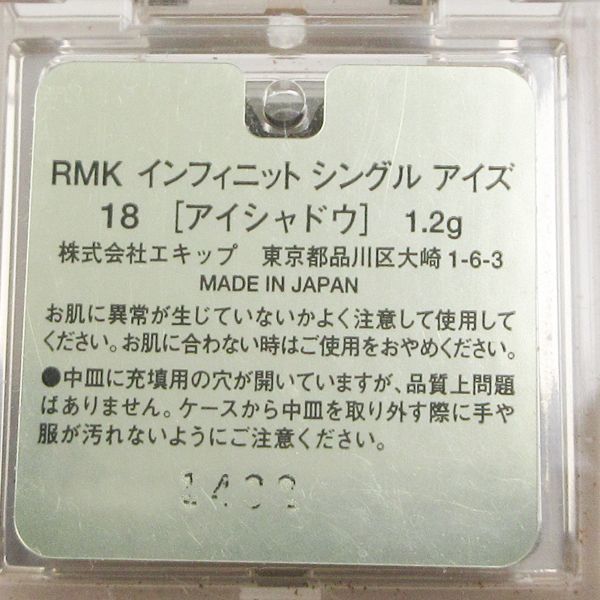 RMK インフィニット シングル アイズ
18 [アイシャドウ] 1.2g
株式会社エキップ 東京都品川区大崎1-6-3
MADE IN JAPAN
お肌に異常が生じていないかよく注意して使用して
ください。お肌に合わない時はご使用をおやめください。
●中皿に充填用の穴が開いていますが、品質上問題
はありません。ケースから中皿を取り外す際に手や
服が汚れないようにご注意ください。